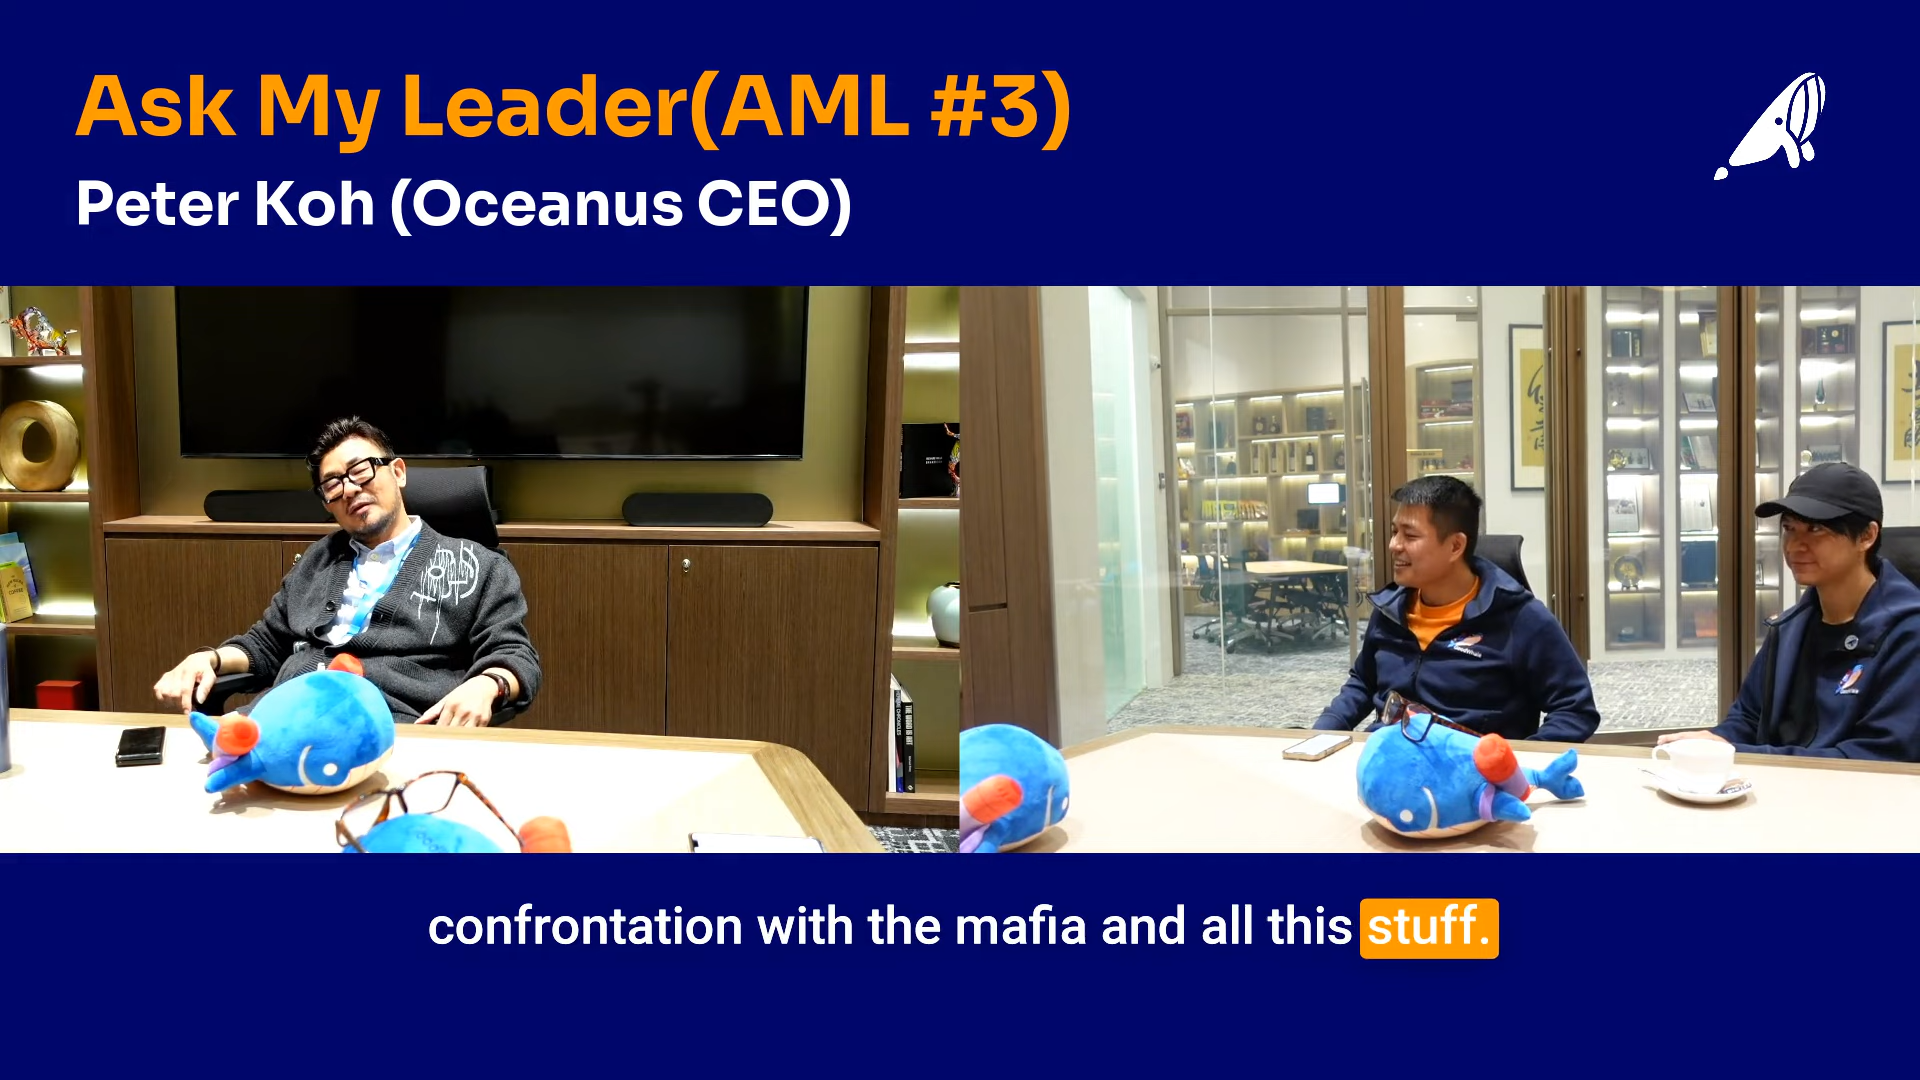 Ask My Leader(AML #3)
Peter Koh (Oceanus CEO)
confrontation with the mafia and all this stuff.